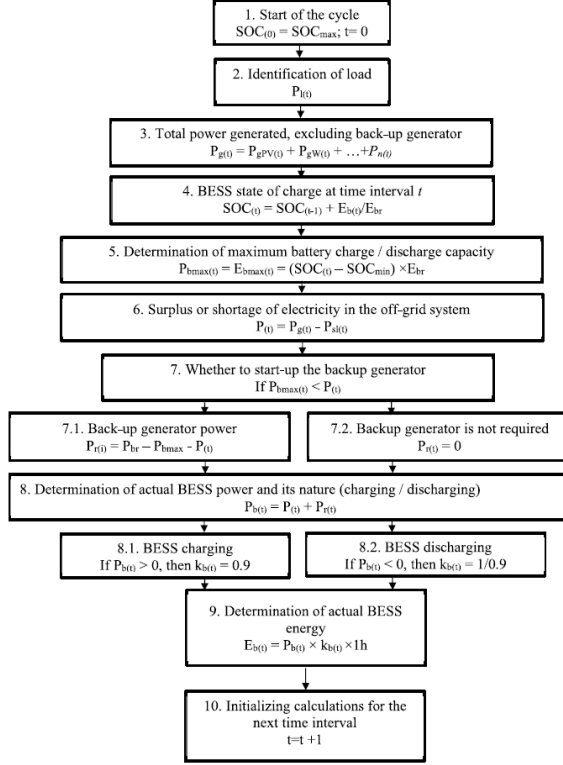 1. Start of the cycle
SOC(0) = SOCmax; t= 0
2. Identification of load
Pl(t)
3. Total power generated, excluding back-up generator
Pg(t) = PgPV(t) + PgW(t) + …+Pn(t)
4. BESS state of charge at time interval t
SOC(t) = SOC(t-1) + Eb(t)/Ebr
5. Determination of maximum battery charge / discharge capacity
Pbmax(t) = Ebmax(t) = (SOC(t) – SOCmin) ×Ebr
6. Surplus or shortage of electricity in the off-grid system
P(t) = Pg(t) - Psl(t)
7. Whether to start-up the backup generator
If Pbmax(t) < P(t)
7.1. Back-up generator power
Pr(i) = Pbr – Pbmax - P(t)
7.2. Backup generator is not required
Pr(t) = 0
8. Determination of actual BESS power and its nature (charging / discharging)
Pb(t) = P(t) + Pr(t)
8.1. BESS charging
If Pb(t) > 0, then kb(t) = 0.9
8.2. BESS discharging
If Pb(t) < 0, then kb(t) = 1/0.9
9. Determination of actual BESS
energy
Eb(t) = Pb(t) × kb(t) ×1h
10. Initializing calculations for the
next time interval
t=t +1